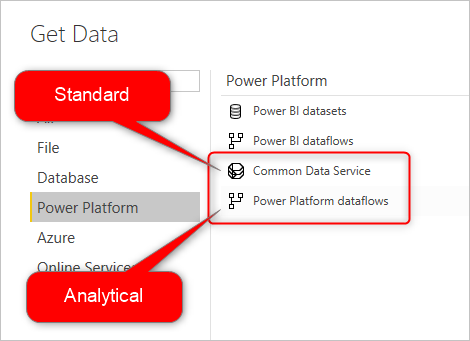 Get Data
Standard
All
File
Database
Power Platform
Azure
Online Services
Analytical
Power Platform
Power BI datasets
Power BI dataflows
Common Data Service
Power Platform dataflows